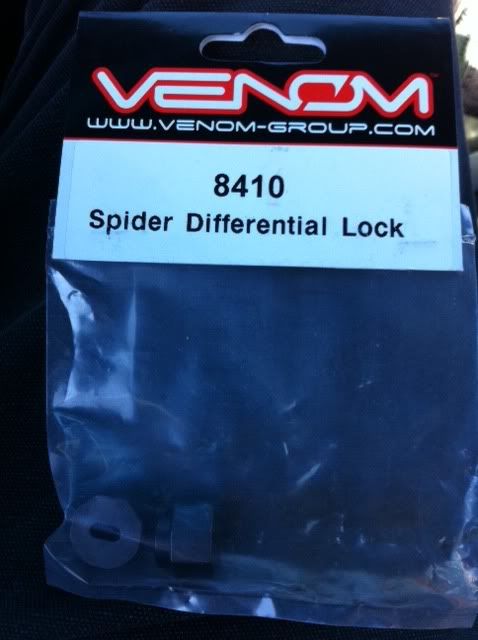 VENOM
WWW.VENOM-GROUP.COM
8410
Spider Differential Lock